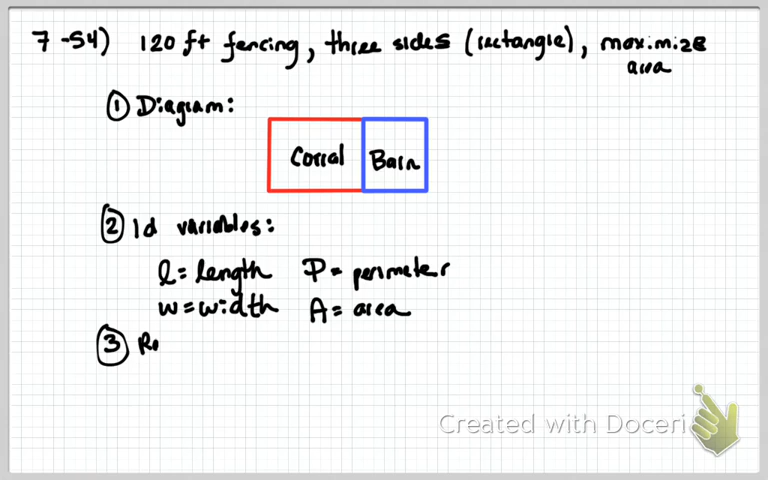 7-54) 120 ft fencing, three sides (rectangle), maximize
area
① Diagram:
Corral Barn
② Id variables:
l = length P = perimeter
w = width A = area
③ Re
Created with Doceri